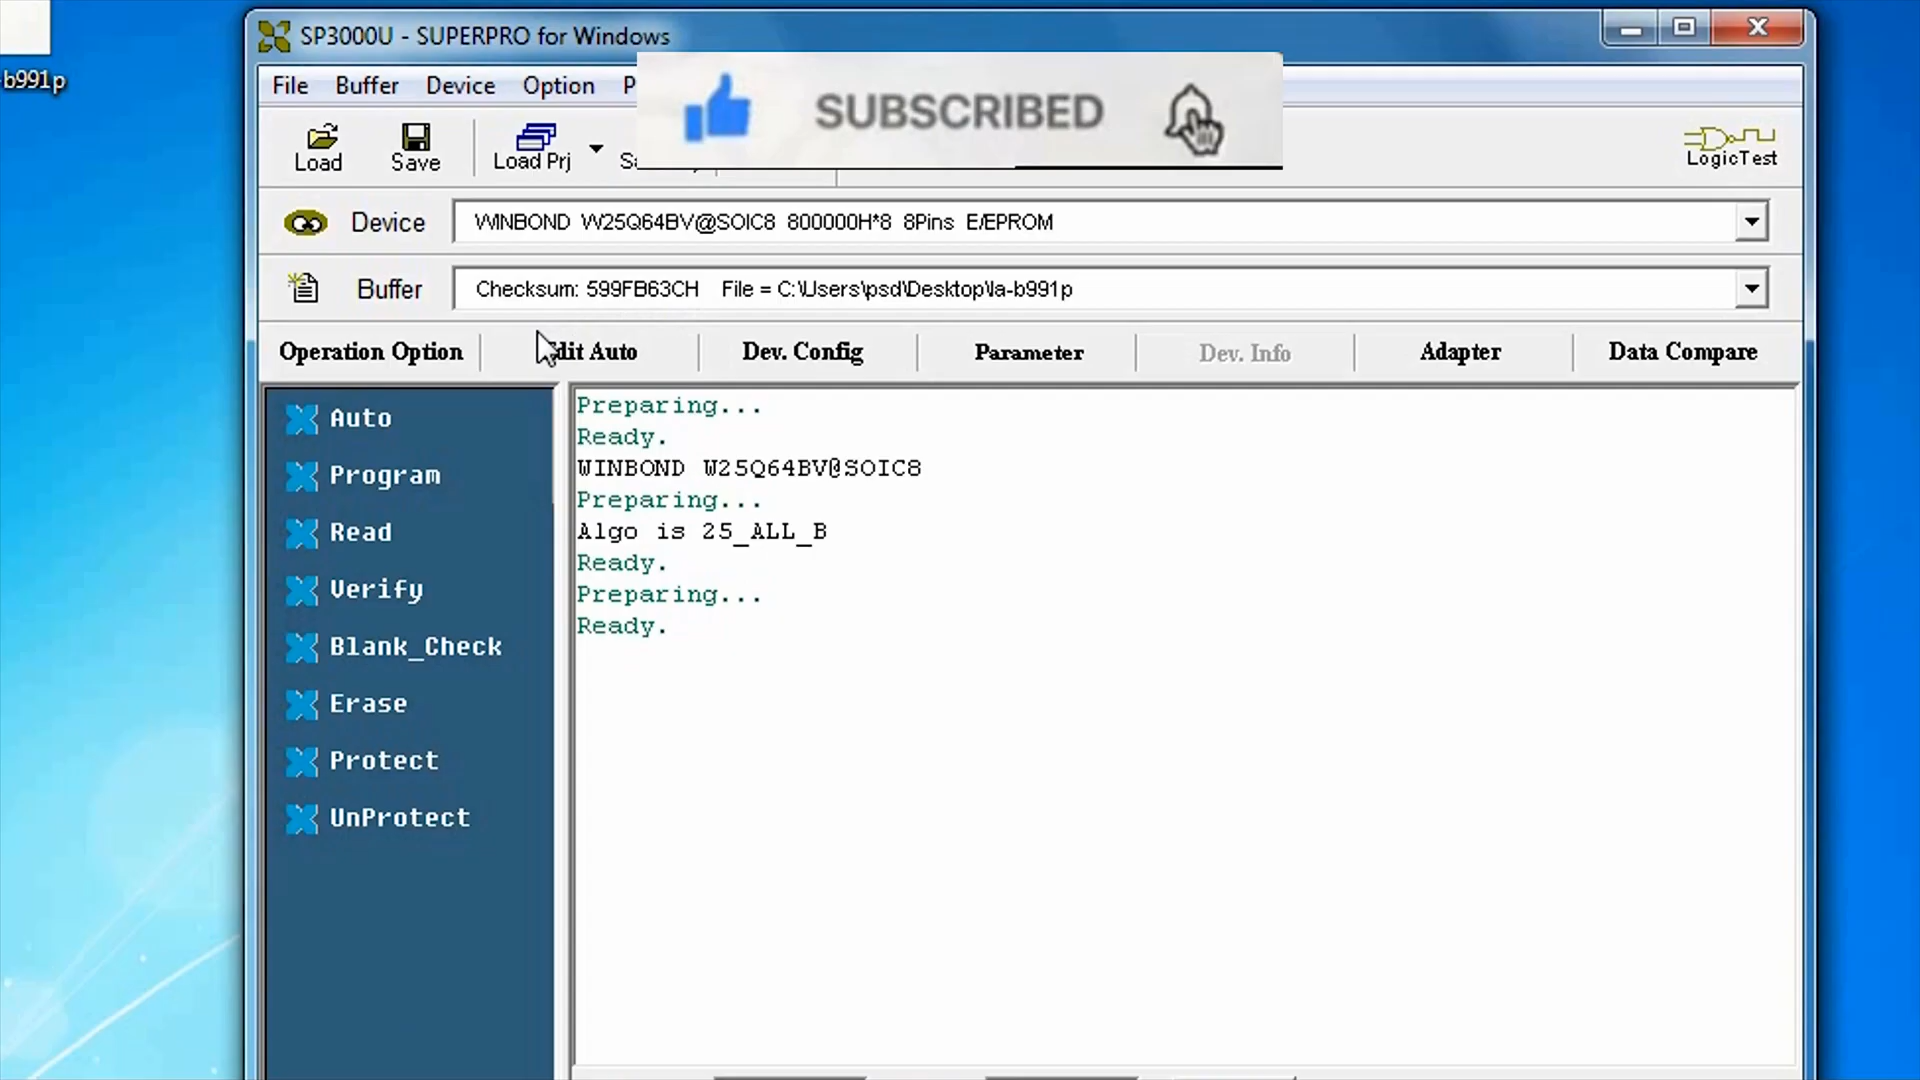 b991p
SP3000U - SUPERPRO for Windows
File Buffer Device Option P
SUBSCRIBED
Load Save Load Prj Sa
LogicTest
Device WINBOND W25Q64BV@SOIC8 800000H*8 8Pins E/EPROM
Buffer Checksum: 599FB63CH File = C:\Users\psd\Desktop\la-b991p
Operation Option dit Auto Dev. Config Parameter Dev. Info Adapter Data Compare
Auto
Program
Read
Verify
Blank_Check
Erase
Protect
UnProtect
Preparing...
Ready.
WINBOND W25Q64BV@SOIC8
Preparing...
Algo is 25_ALL_B
Ready.
Preparing...
Ready.